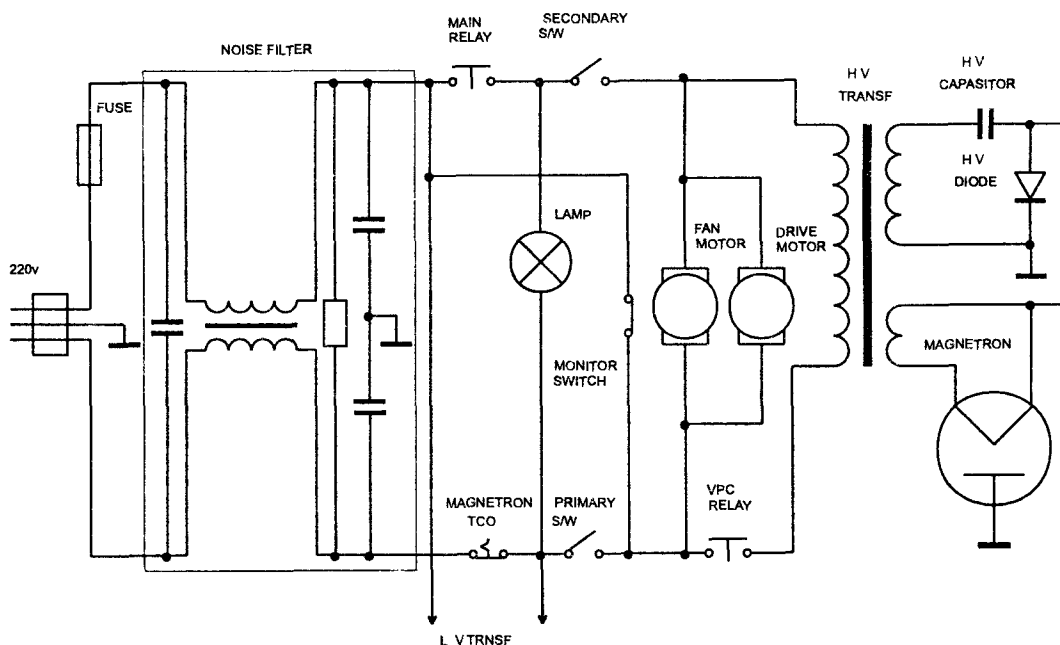 MAIN
RELAY
SECONDARY
S/W
NOISE FILTER
FUSE
H V
TRANSF
H V
CAPASITOR
H V
DIODE
LAMP
FAN
MOTOR
DRIVE
MOTOR
220v
MONITOR
SWITCH
MAGNETRON
MAGNETRON
TCO
PRIMARY
S/W
VPC
RELAY
L V TRNSF